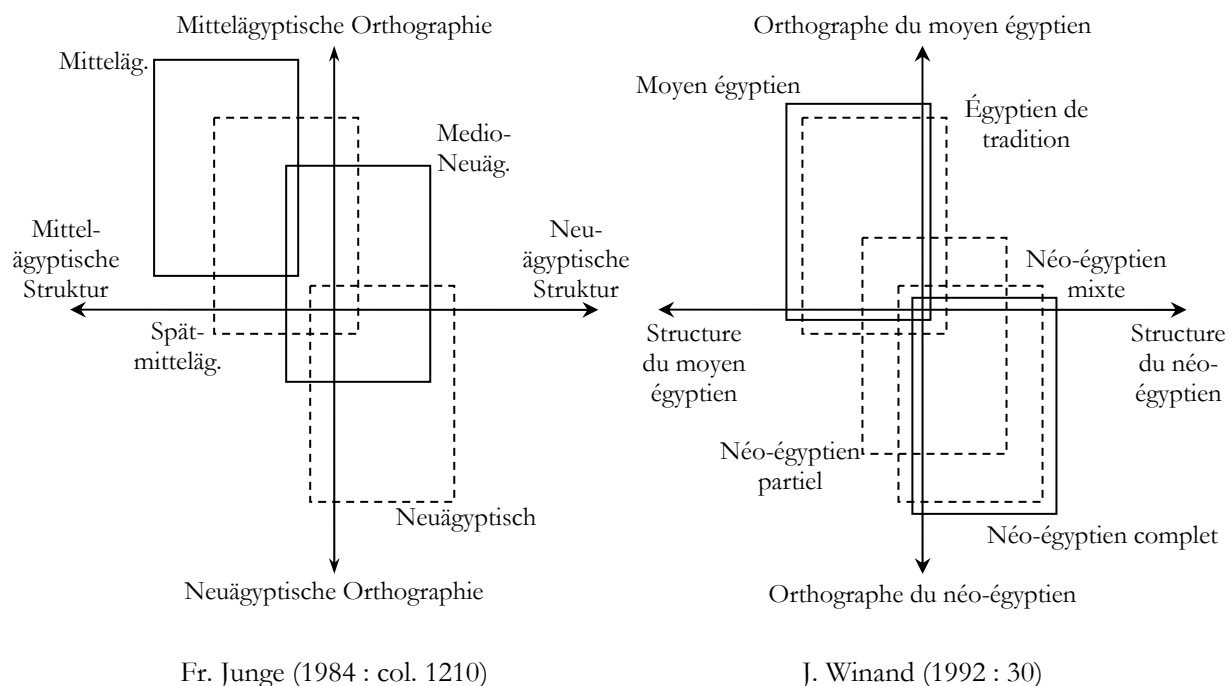 Mittelägyptische Orthographie
Mitteläg.
Medio-
Neuäg.
Mittel-
ägyptische
Struktur
Neu-
ägyptische
Struktur
Spät-
mitteläg.
Neuägyptisch
Neuägyptische Orthographie
Fr. Junge (1984 : col. 1210)
Orthographe du moyen égyptien
Moyen égyptien
Égyptien de
tradition
Néo-égyptien
mixte
Structure
du moyen
égyptien
Structure
du néo-
égyptien
Néo-égyptien
partiel
Néo-égyptien complet
Orthographe du néo-égyptien
J. Winand (1992 : 30)